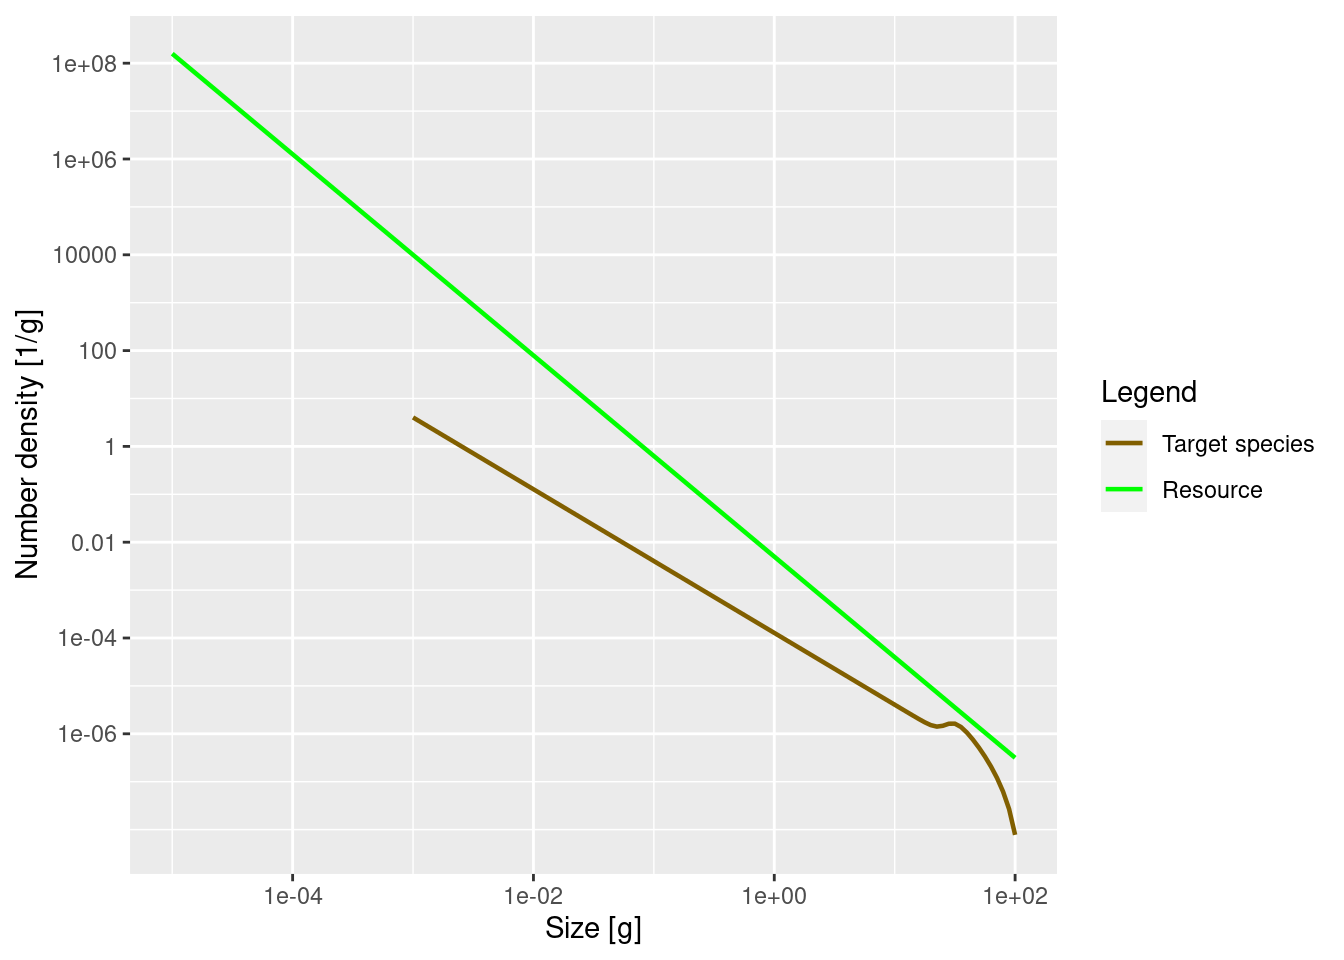 1e+08
1e+06
10000
100
1
0.01
1e-04
1e-06
Number density [1/g]
1e-04 1e-02 1e+00 1e+02
Size [g]
Legend
Target species
Resource